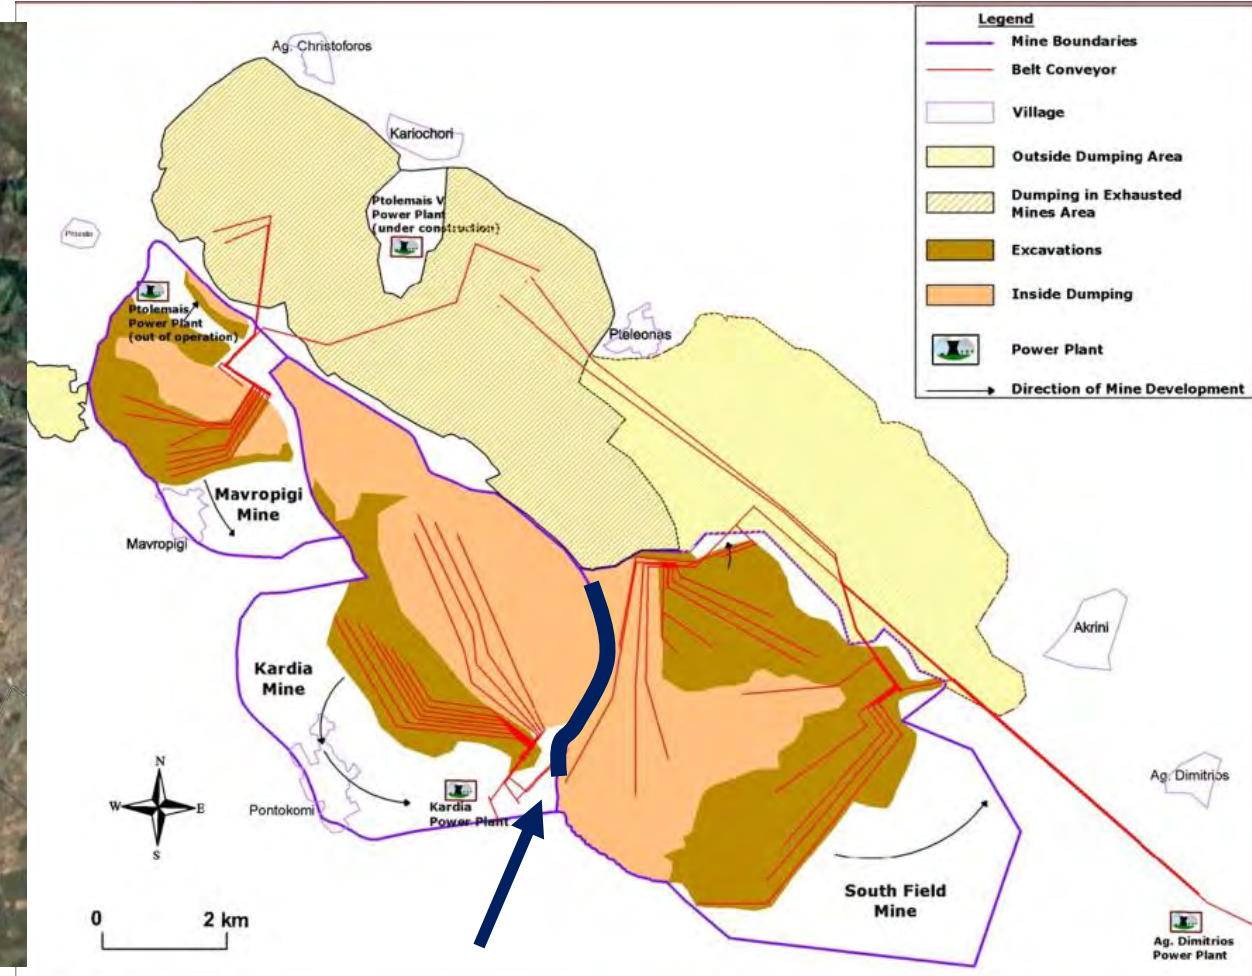 Legend
Mine Boundaries
Belt Conveyor
Village
Outside Dumping Area
Dumping in Exhausted
Mines Area
Excavations
Inside Dumping
Power Plant
Direction of Mine Development
Ag. Christoforos
Kariochori
Ptolemais V
Power Plant
(under construction)
Ptolemais
Power Plant
(out of operation)
Pteleonas
Mavropigi
Mine
Mavropigi
Akrini
Kardia
Mine
N
W
E
S
Pontokomi
Kardia
Power Plant
Ag. Dimitrios
South Field
Mine
0
2 km
Ag. Dimitrios
Power Plant